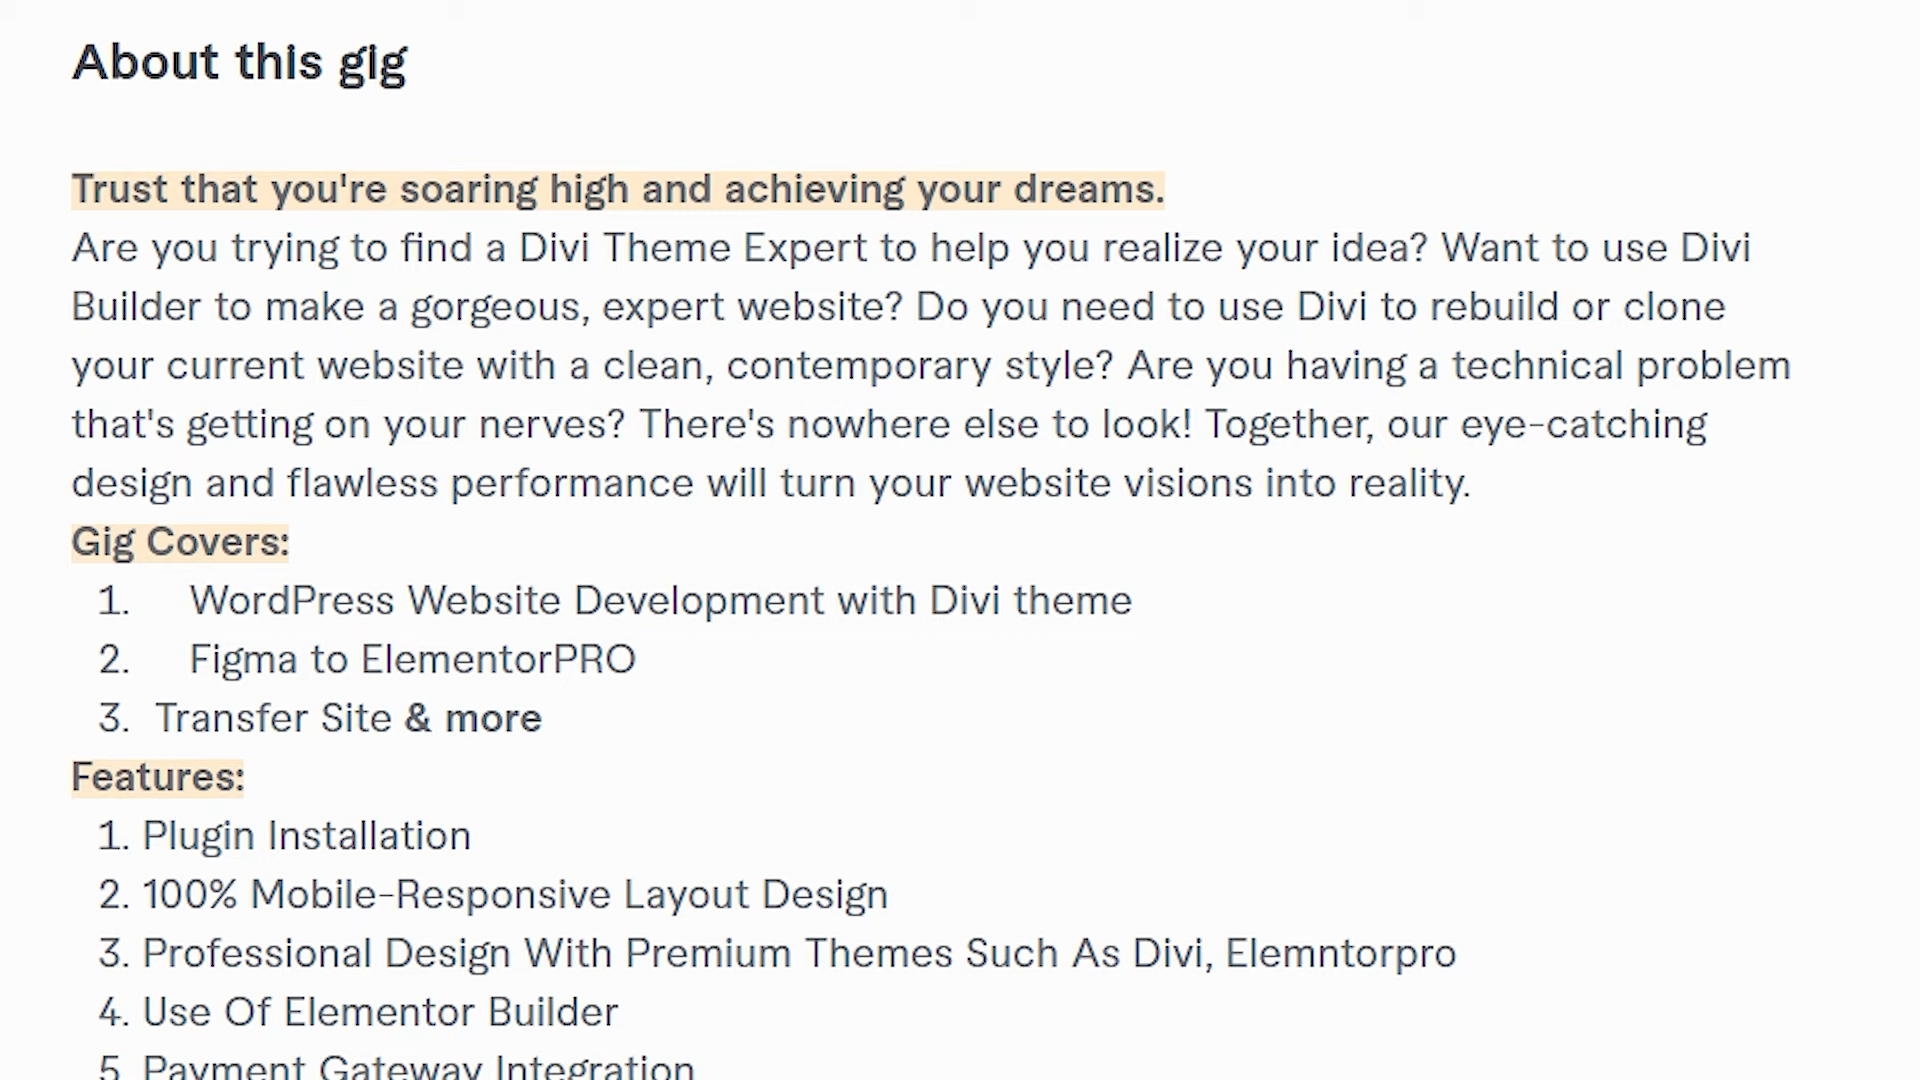 About this gig
Trust that you're soaring high and achieving your dreams.
Are you trying to find a Divi Theme Expert to help you realize your idea? Want to use Divi
Builder to make a gorgeous, expert website? Do you need to use Divi to rebuild or clone
your current website with a clean, contemporary style? Are you having a technical problem
that's getting on your nerves? There's nowhere else to look! Together, our eye-catching
design and flawless performance will turn your website visions into reality.
Gig Covers:
1. WordPress Website Development with Divi theme
2. Figma to ElementorPRO
3. Transfer Site & more
Features:
1. Plugin Installation
2. 100% Mobile-Responsive Layout Design
3. Professional Design With Premium Themes Such As Divi, Elemntorpro
4. Use Of Elementor Builder
5. Payment Gateway Integration